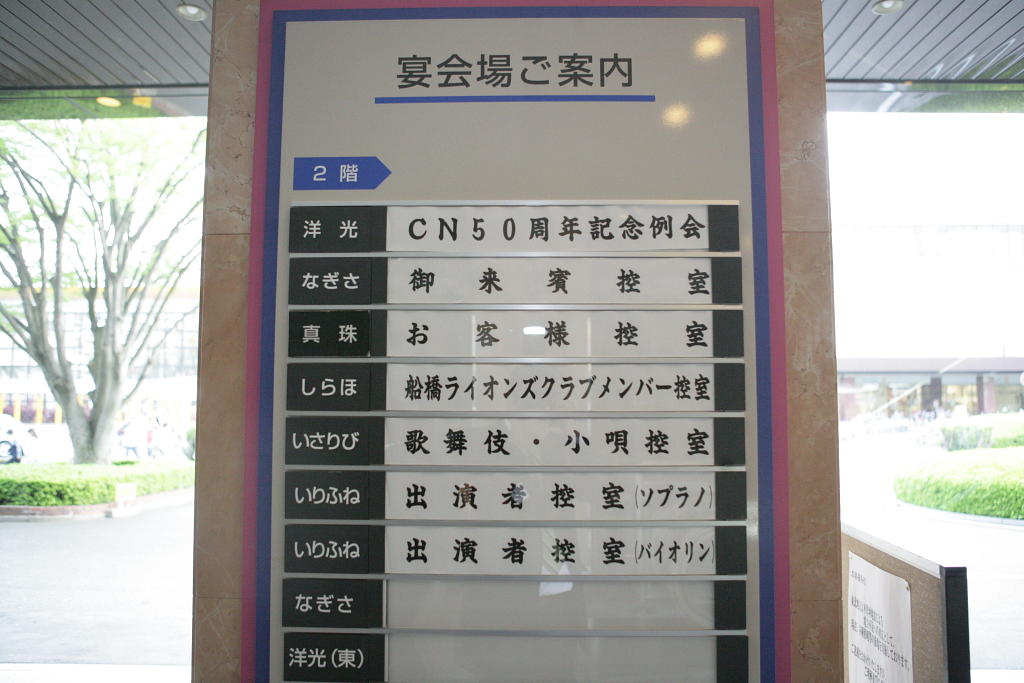 宴会場ご案内
2階
洋光 CN50周年記念例会
なぎさ 御来賓控室
真珠 お客様控室
しらほ 船橋ライオンズクラブメンバー控室
いさりび 歌舞伎・小唄控室
いりふね 出演者控室(ソプラノ)
いりふね 出演者控室(バイオリン)
なぎさ
洋光(東)